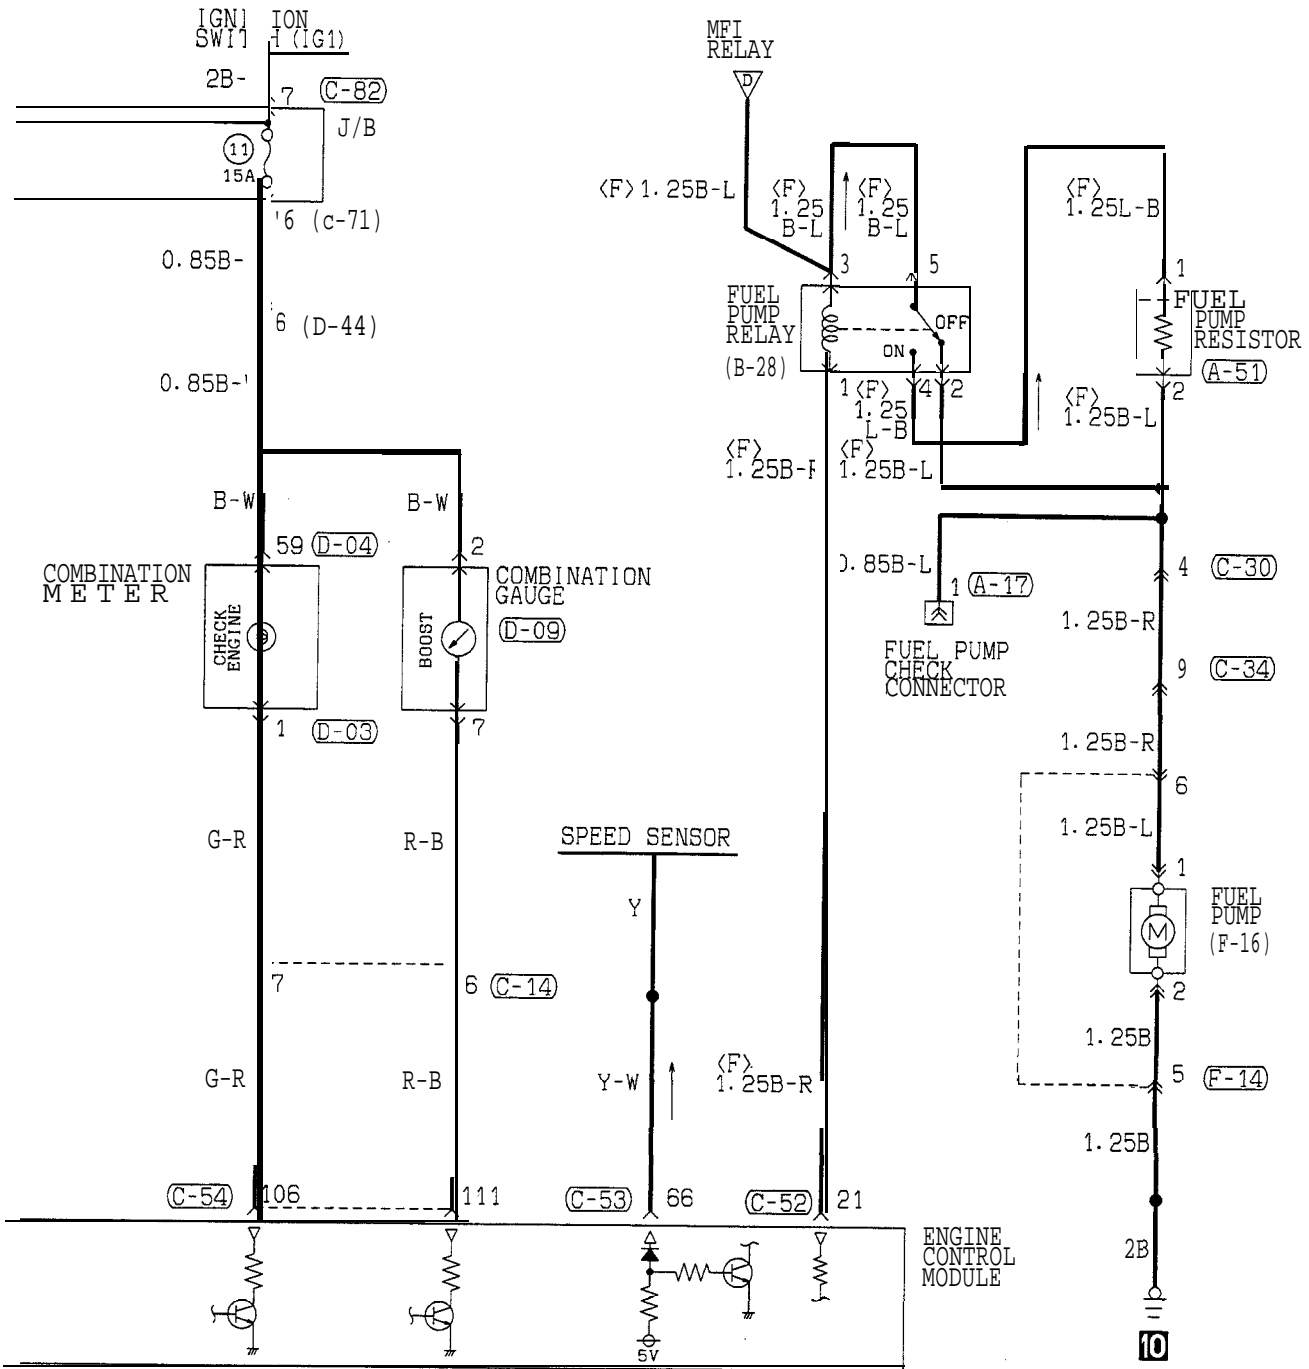 IGNI ION
SWIT H (IG1)
2B-
7 (C-82)
J/B
11
15A
'6 (c-71)
0.85B-
6 (D-44)
0.85B-'
B-W
B-W
59 (D-04)
2
COMBINATION
METER
CHECK
ENGINE
COMBINATION
GAUGE
(D-09)
BOOST
1 (D-03)
7
G-R
R-B
7
6 (C-14)
G-R
R-B
(C-54) 106
111
SPEED SENSOR
Y
Y-W
(C-53) 66
5V
MFI
RELAY
D
<F> 1.25B-L
<F>
1.25
B-L
<F>
1.25
B-L
3
5
FUEL
PUMP
RELAY
(B-28)
OFF
ON
1
4
2
<F>
1.25
L-B
<F>
1.25B-R
<F>
1.25B-L
<F>
1.25L-B
1
FUEL
PUMP
RESISTOR
(A-51)
2
<F>
1.25B-L
0.85B-L
1 (A-17)
FUEL PUMP
CHECK
CONNECTOR
4 (C-30)
1.25B-R
9 (C-34)
1.25B-R
6
1.25B-L
1
M
FUEL
PUMP
(F-16)
2
1.25B
5 (F-14)
1.25B
2B
10
<F>
1.25B-R
(C-52) 21
ENGINE
CONTROL
MODULE